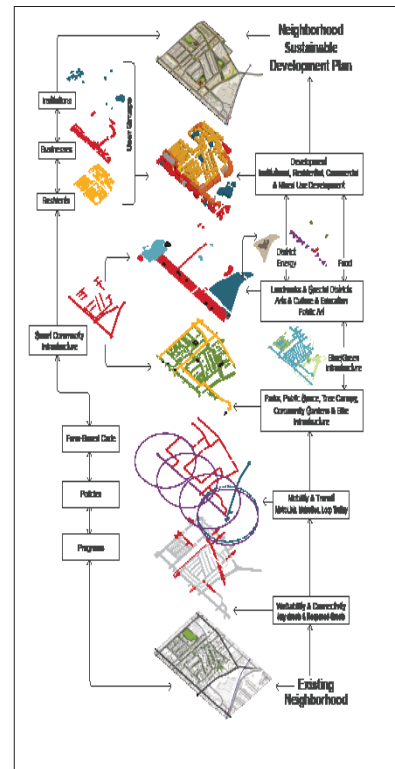 Neighborhood
Sustainable
Development Plan
Institutions
User Groups
Businesses
Residents
Development
Institutional, Residential, Commercial
& Mixed Use Development
District
Energy
Food
Landmarks & Special Districts
Arts & Culture & Education
Public Art
Smart Community
Infrastructure
Blue/Green
Infrastructure
Parks, Public Space, Tree Canopy,
Community Gardens & Bike
Infrastructure
Form-Based Code
Policies
Mobility & Transit
Loop Trolley
Programs
Walkability & Connectivity
Existing
Neighborhood